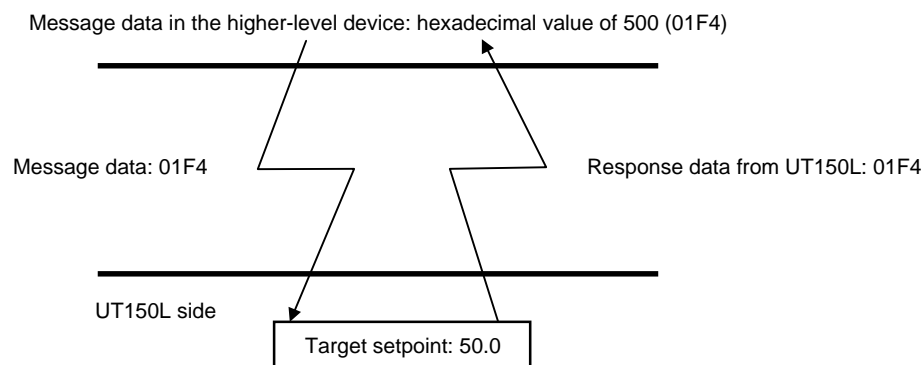 Message data in the higher-level device: hexadecimal value of 500 (01F4)
Message data: 01F4
Response data from UT150L: 01F4
UT150L side
Target setpoint: 50.0